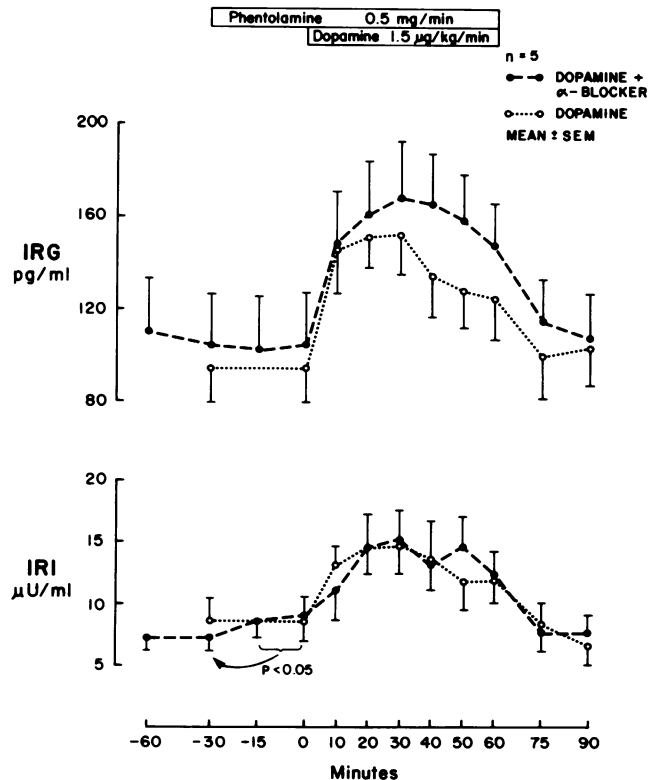 Phentolamine 0.5 mg/min
Dopamine 1.5 μg/kg/min
n = 5
DOPAMINE +
α-BLOCKER
DOPAMINE
MEAN ± SEM
200
160
IRG
pg/ml
120
80
20
15
IRI
μU/ml
10
5
P < 0.05
-60 -30 -15 0 10 20 30 40 50 60 75 90
Minutes